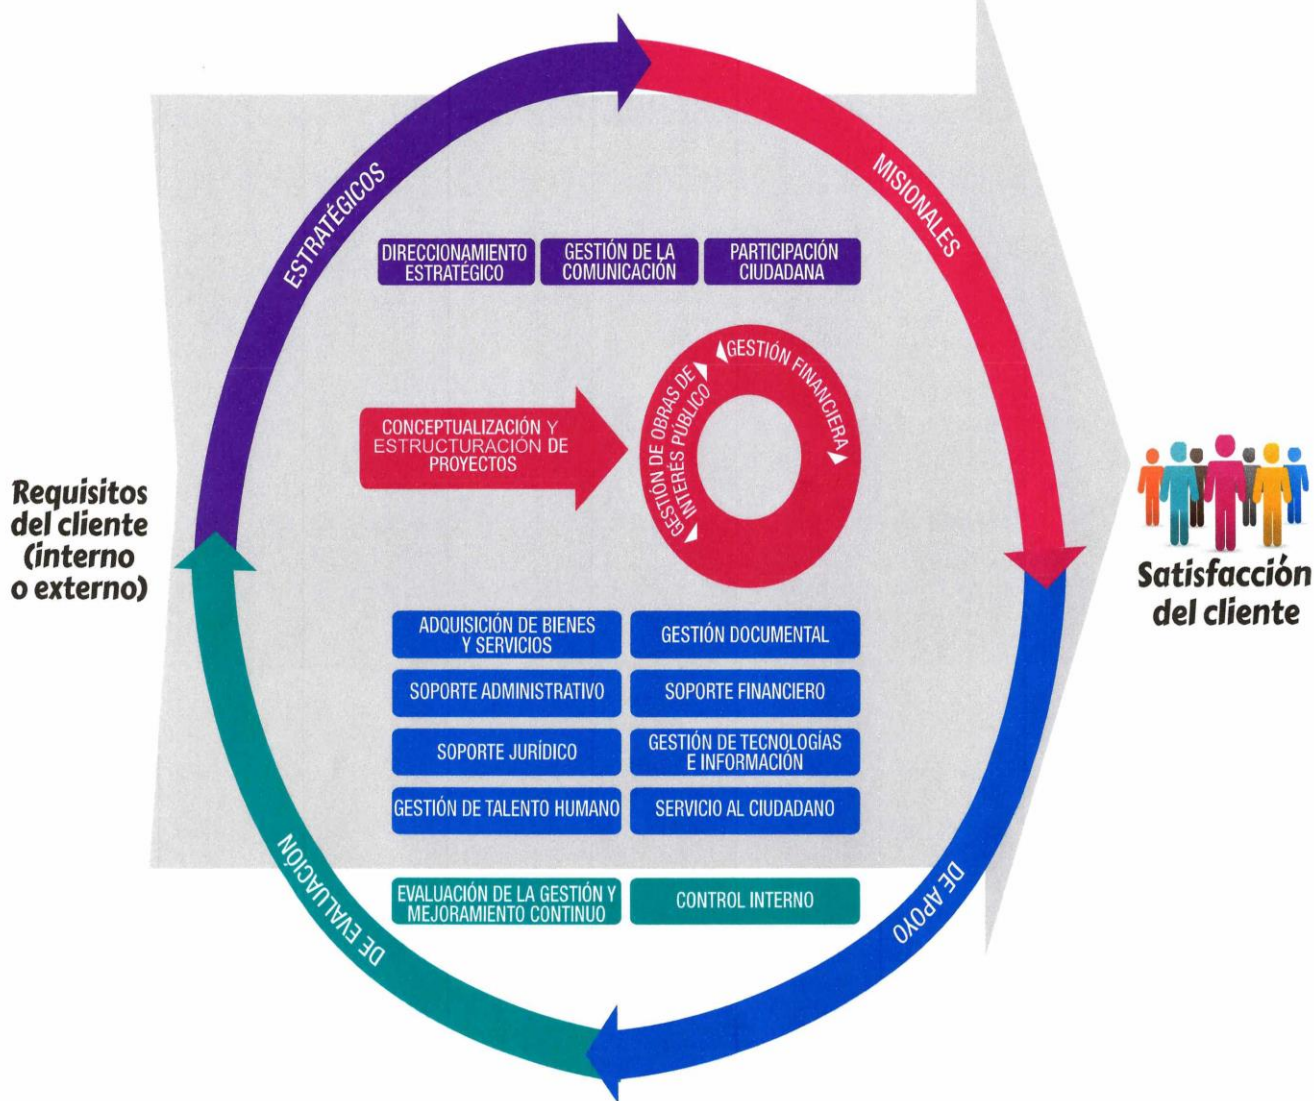 ESTRATÉGICOS
MISIONALES
DIRECCIONAMIENTO
ESTRATÉGICO
GESTIÓN DE LA
COMUNICACIÓN
PARTICIPACIÓN
CIUDADANA
CONCEPTUALIZACIÓN Y
ESTRUCTURACIÓN DE
PROYECTOS
GESTIÓN DE OBRAS DE
INTERÉS PÚBLICO
GESTIÓN FINANCIERA
Requisitos
del cliente
(interno
o externo)
Satisfacción
del cliente
ADQUISICIÓN DE BIENES
Y SERVICIOS
GESTIÓN DOCUMENTAL
SOPORTE ADMINISTRATIVO
SOPORTE FINANCIERO
SOPORTE JURÍDICO
GESTIÓN DE TECNOLOGÍAS
E INFORMACIÓN
GESTIÓN DE TALENTO HUMANO
SERVICIO AL CIUDADANO
EVALUACIÓN DE LA GESTIÓN Y
MEJORAMIENTO CONTINUO
CONTROL INTERNO
DE EVALUACIÓN
DE APOYO